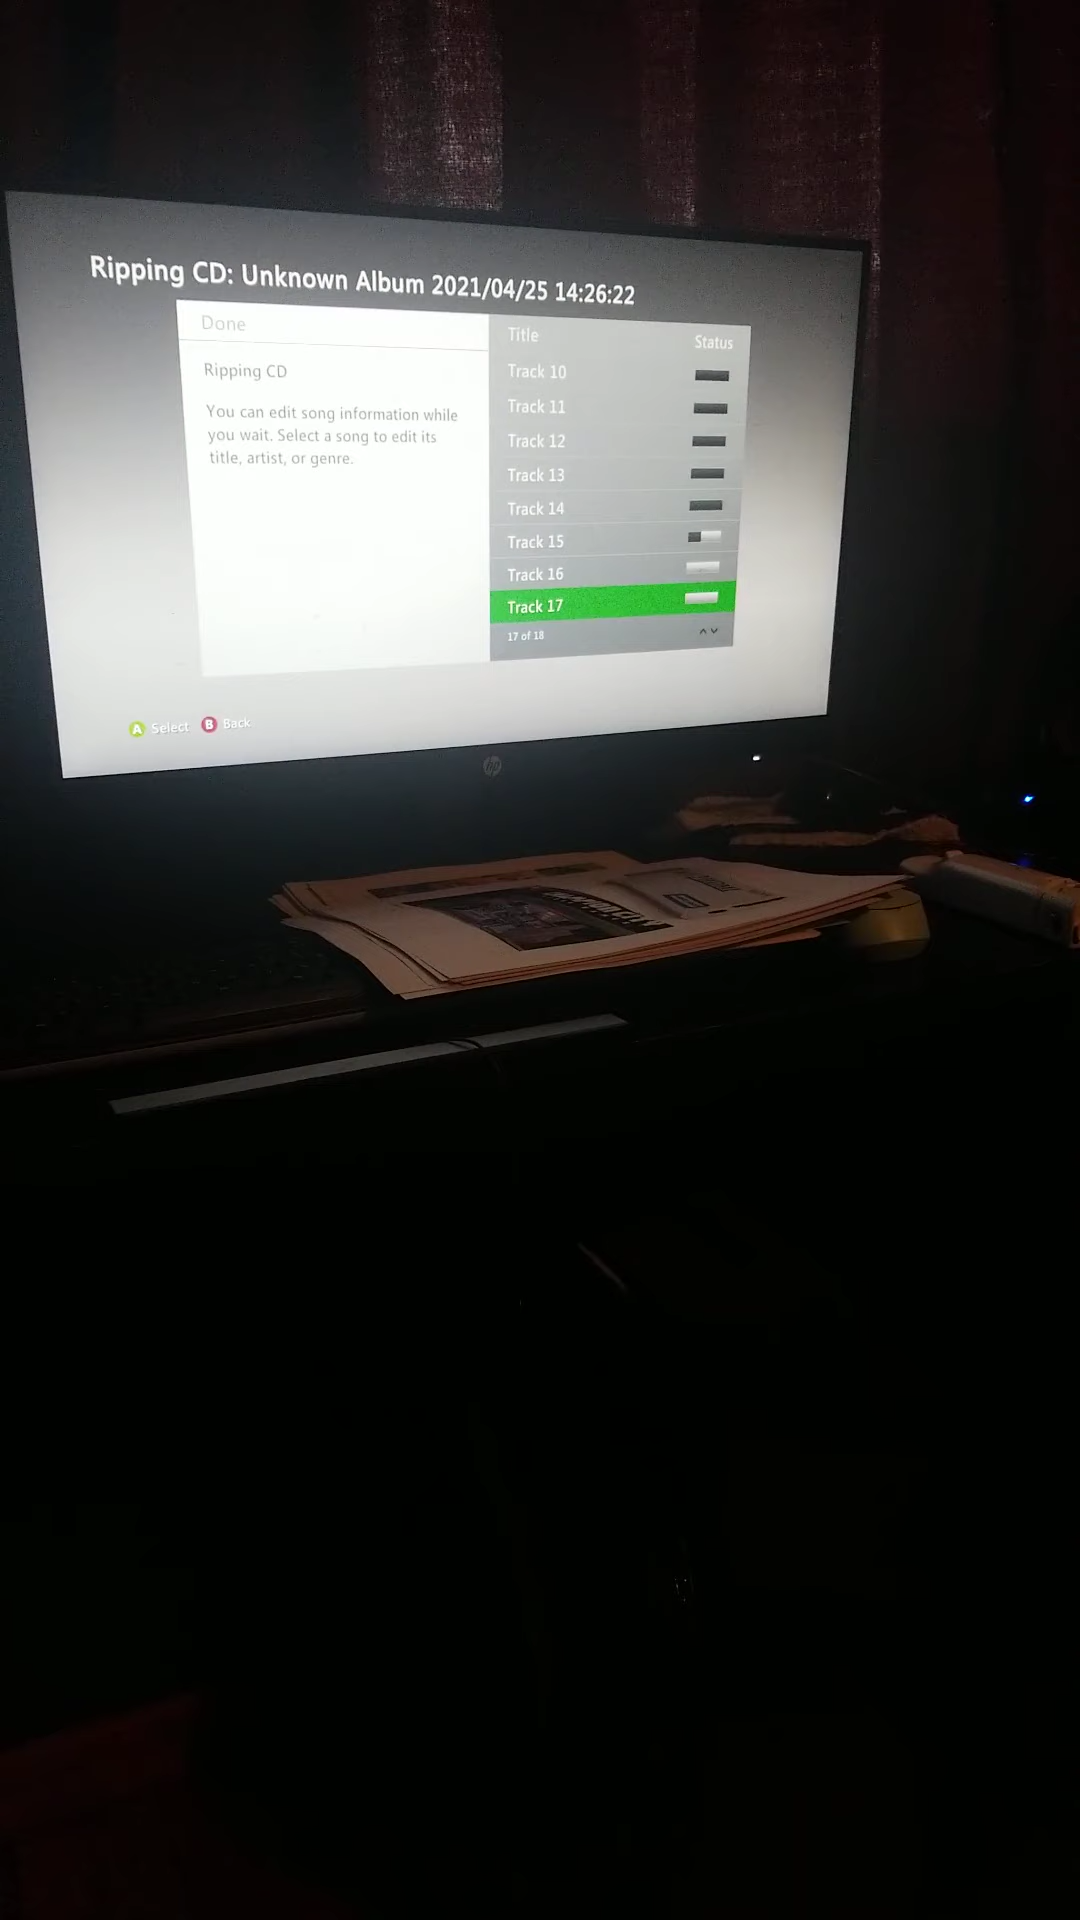 Ripping CD: Unknown Album 2021/04/25 14:26:22
Done
Ripping CD
You can edit song information while
you wait. Select a song to edit its
title, artist, or genre.
Title Status
Track 10
Track 11
Track 12
Track 13
Track 14
Track 15
Track 16
Track 17
17 of 18
A Select B Back
hp